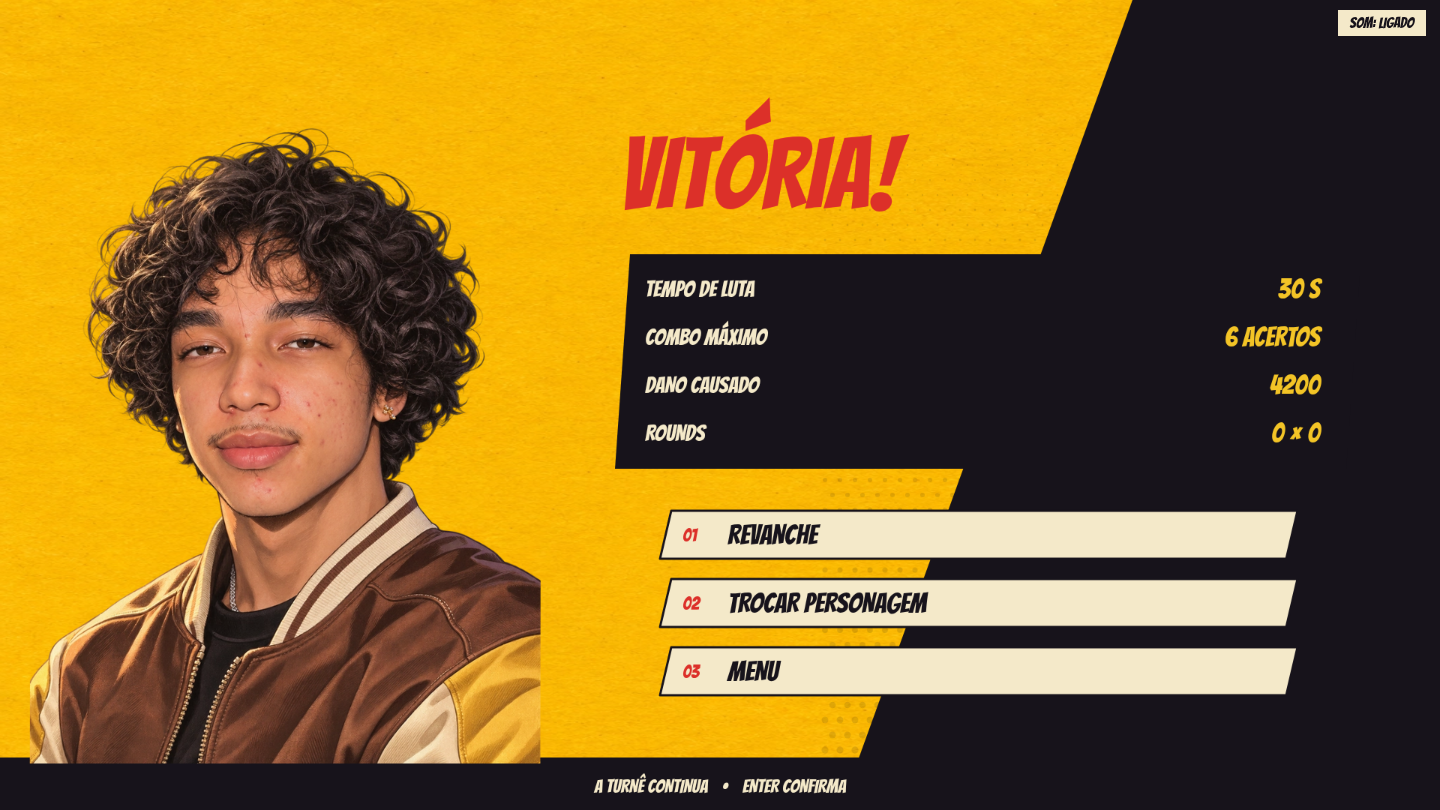 SOM: LIGADO
VITÓRIA!
TEMPO DE LUTA 30 S
COMBO MÁXIMO 6 ACERTOS
DANO CAUSADO 4200
ROUNDS 0 × 0
01 REVANCHE
02 TROCAR PERSONAGEM
03 MENU
A TURNÊ CONTINUA • ENTER CONFIRMA